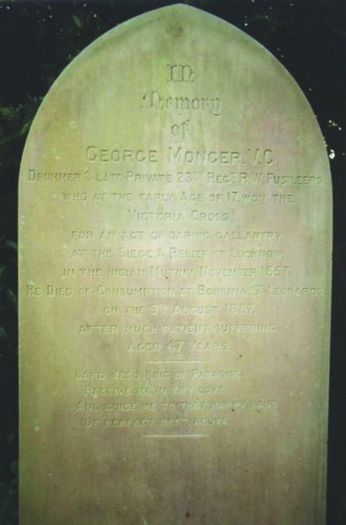 In
Memory
of
GEORGE MONGER. V.C.
DRUMMER & LATE PRIVATE 23RD REGT R.W. FUSILEERS.
WHO AT THE EARLY AGE OF 17, WON THE
VICTORIA CROSS!
FOR AN ACT OF DARING GALLANTRY
AT THE SIEGE & RELIEF OF LUCKNOW,
IN THE INDIAN MUTINY NOVEMBER 1857.
HE DIED OF CONSUMPTION AT BOHEMIA ST LEONARDS
ON THE 9TH AUGUST 1887.
AFTER MUCH PATIENT SUFFERING
AGED 47 YEARS.
LORD JESU KING OF PARADISE
RECEIVE ME IN THY LOVE
AND GUIDE ME TO THAT HAPPY LAND
OF PERFECT REST, ABOVE